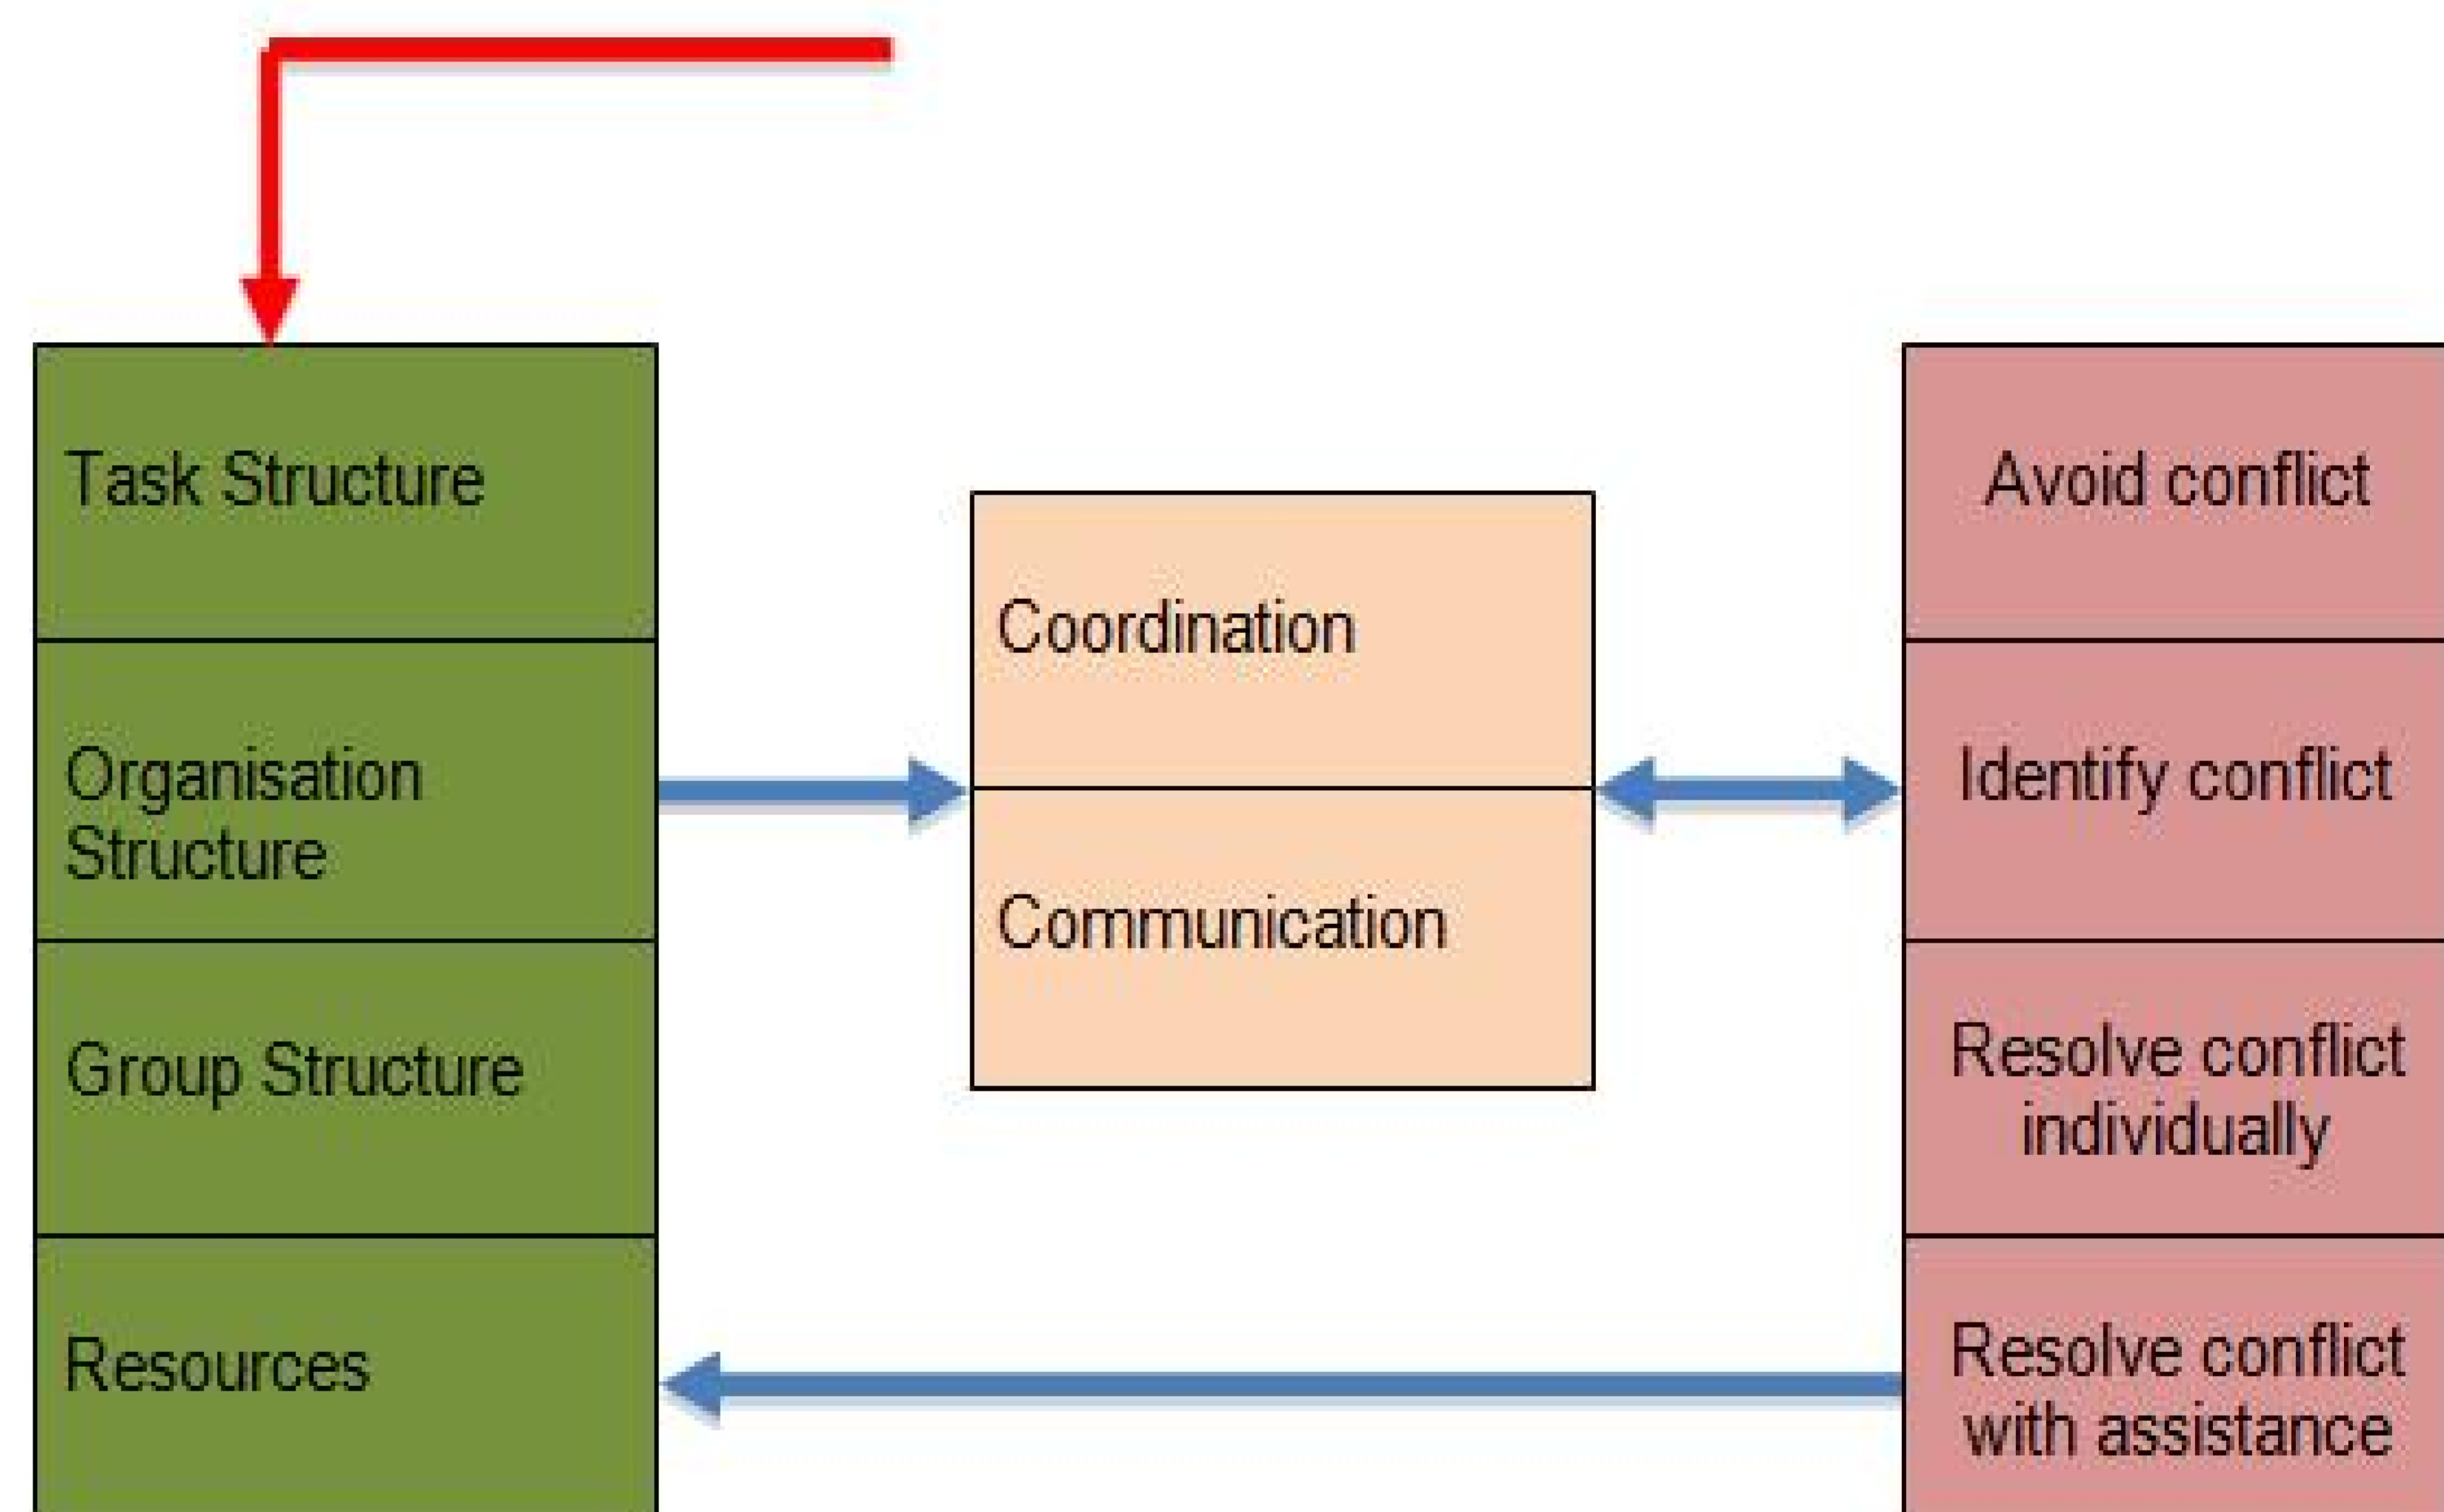 Task Structure
Organisation
Structure
Group Structure
Resources
Coordination
Communication
Avoid conflict
Identify conflict
Resolve conflict
individually
Resolve conflict
with assistance